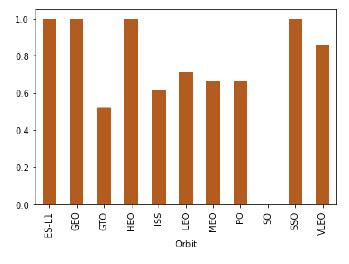 1.0
0.8
0.6
0.4
0.2
0.0
ES-L1
GEO
GTO
HEO
ISS
LEO
MEO
PO
SO
SSO
VLEO
Orbit